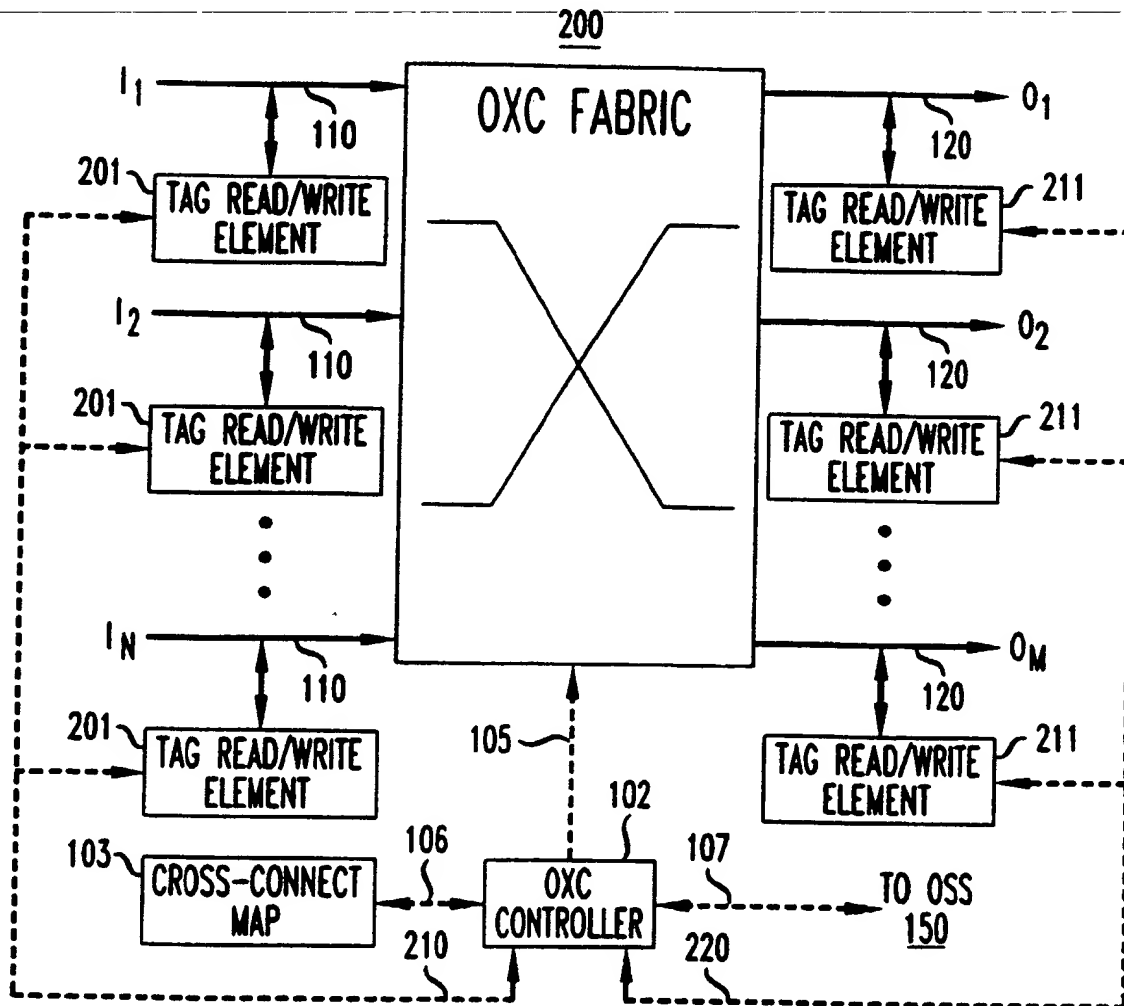 200
I1
110
OXC FABRIC
O1
120
201
TAG READ/WRITE
ELEMENT
211
TAG READ/WRITE
ELEMENT
I2
110
O2
120
201
TAG READ/WRITE
ELEMENT
211
TAG READ/WRITE
ELEMENT
IN
110
OM
120
201
TAG READ/WRITE
ELEMENT
105
211
TAG READ/WRITE
ELEMENT
103
CROSS-CONNECT
MAP
106
102
OXC
CONTROLLER
107
TO OSS
150
210
220